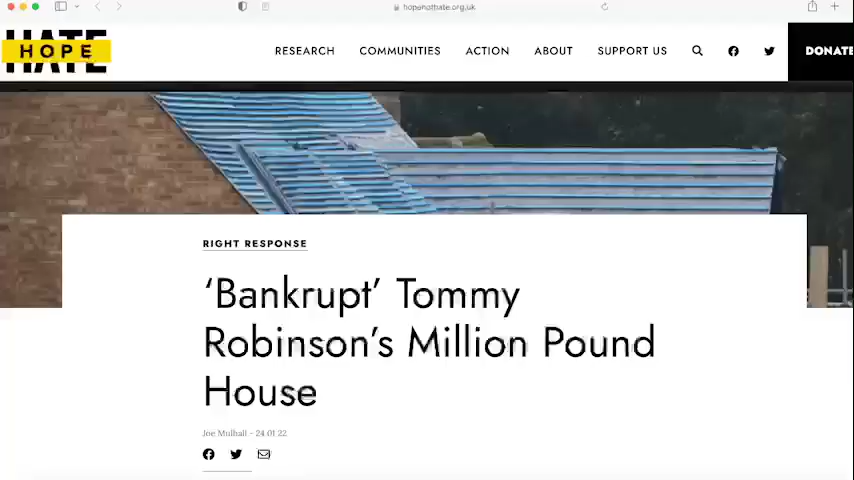 hopenothate.org.uk
HATE
HOPE
RESEARCH COMMUNITIES ACTION ABOUT SUPPORT US DONATE
RIGHT RESPONSE
‘Bankrupt’ Tommy
Robinson’s Million Pound
House
Joe Mulhall - 24 01 22